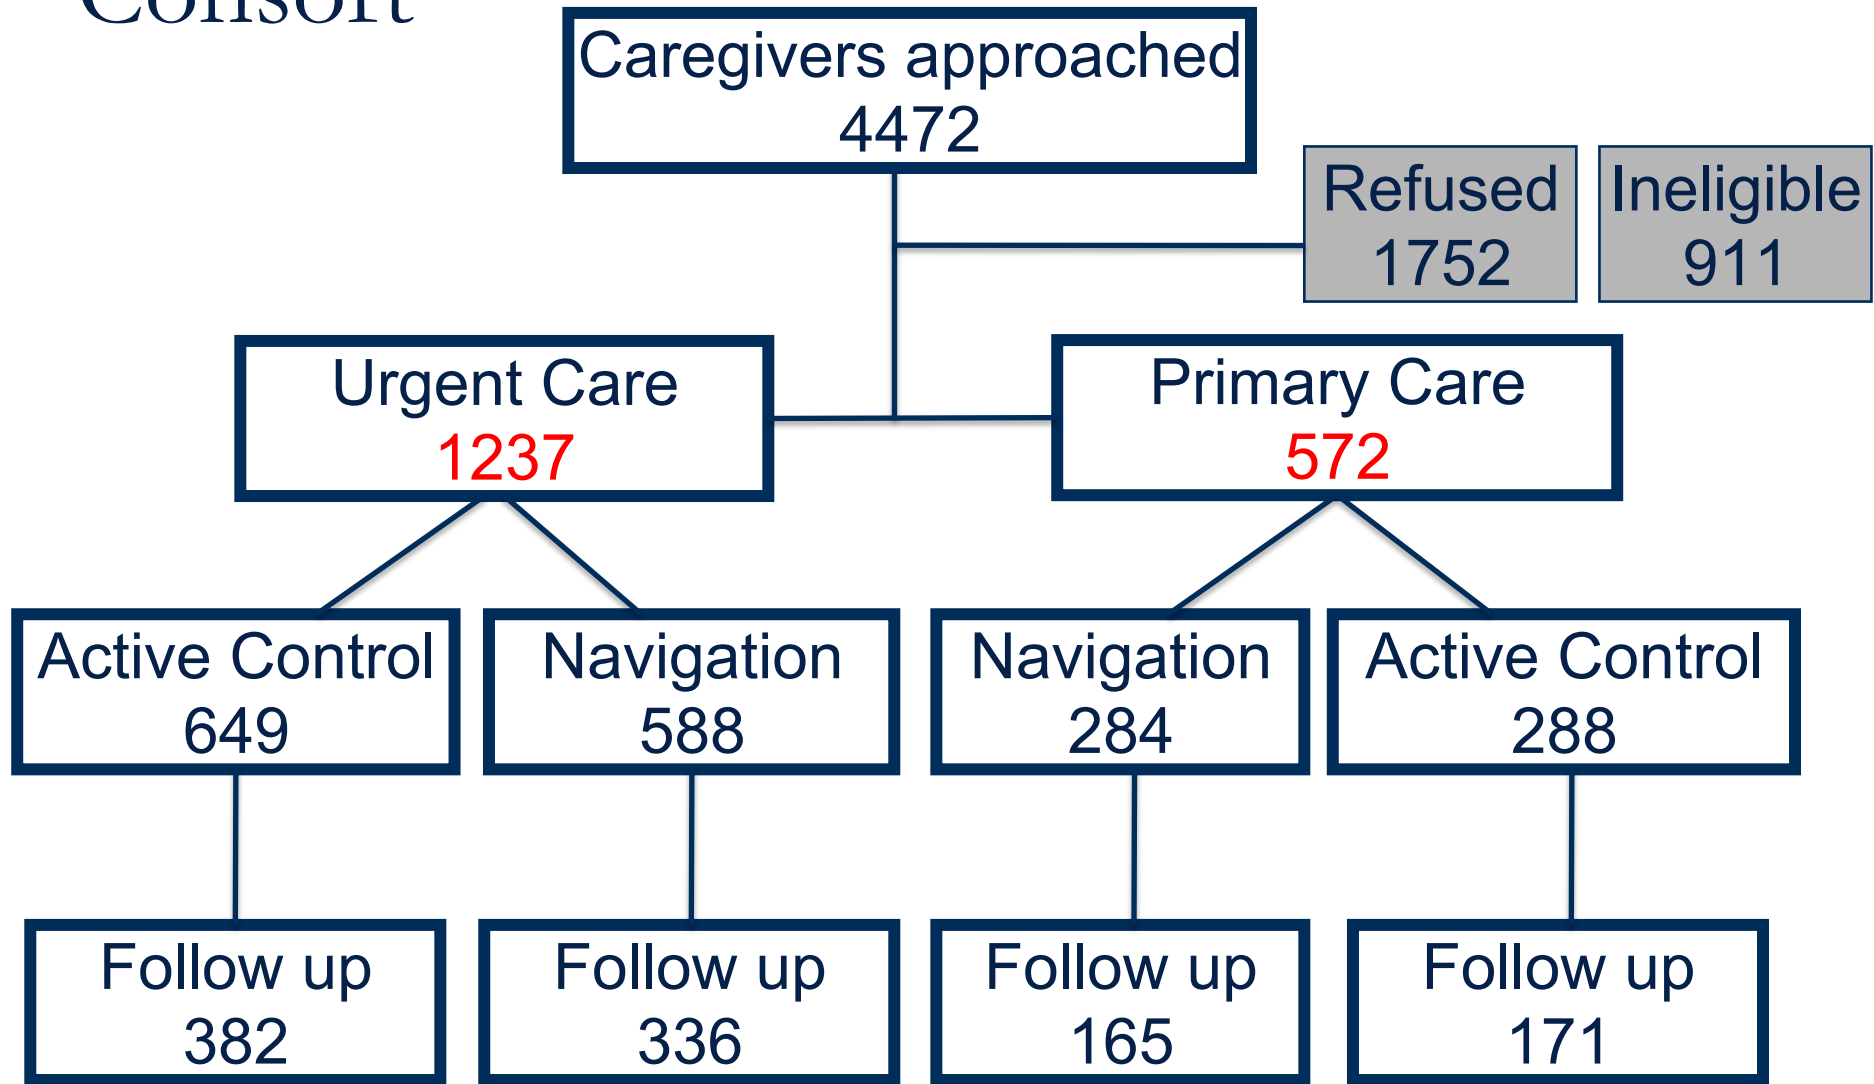 Consort
Caregivers approached
4472
Refused
1752
Ineligible
911
Urgent Care
1237
Primary Care
572
Active Control
649
Navigation
588
Navigation
284
Active Control
288
Follow up
382
Follow up
336
Follow up
165
Follow up
171